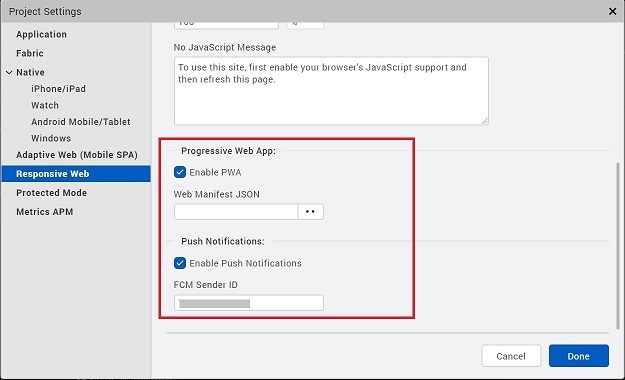 Project Settings
Application
Fabric
Native
iPhone/iPad
Watch
Android Mobile/Tablet
Windows
Adaptive Web (Mobile SPA)
Responsive Web
Protected Mode
Metrics APM
No JavaScript Message
To use this site, first enable your browser's JavaScript support and
then refresh this page.
Progressive Web App:
Enable PWA
Web Manifest JSON
Push Notifications:
Enable Push Notifications
FCM Sender ID
Cancel
Done